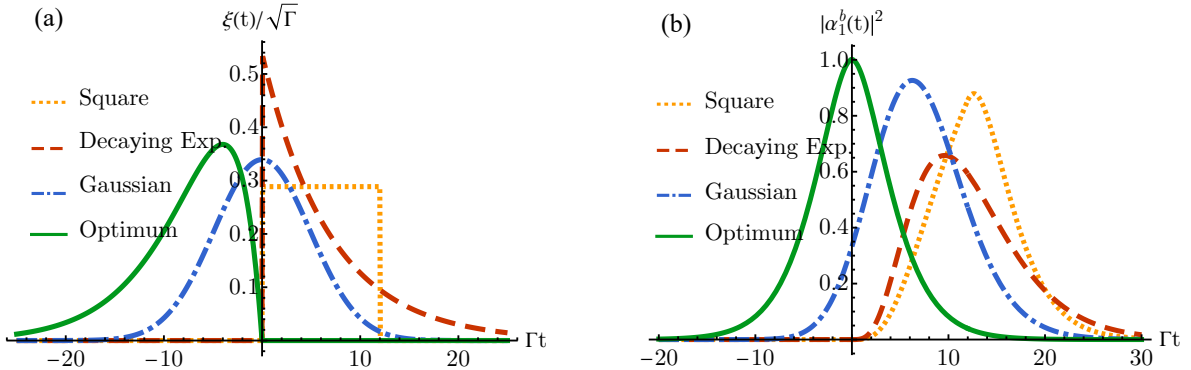 (a)
ξ(t)/√Γ
0.5
0.4
0.3
0.2
0.1
Square
Decaying Exp.
Gaussian
Optimum
-20
-10
0
10
20
Γt
(b)
|α₁ᵇ(t)|²
1.0
0.8
0.6
0.4
0.2
Square
Decaying Exp.
Gaussian
Optimum
-20
-10
0
10
20
30
Γt